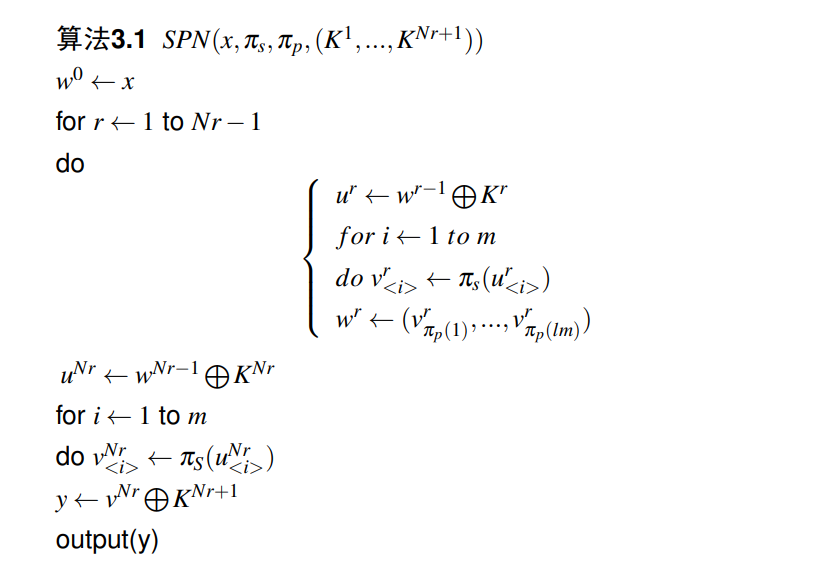 算法3.1 SPN(x, π_s, π_p, (K^1, ..., K^{Nr+1}))
w^0 ← x
for r ← 1 to Nr − 1
do
u^r ← w^{r−1} ⊕ K^r
for i ← 1 to m
do v^r_{<i>} ← π_s(u^r_{<i>})
w^r ← (v^r_{π_p(1)}, ..., v^r_{π_p(lm)})
u^{Nr} ← w^{Nr−1} ⊕ K^{Nr}
for i ← 1 to m
do v^{Nr}_{<i>} ← π_S(u^{Nr}_{<i>})
y ← v^{Nr} ⊕ K^{Nr+1}
output(y)